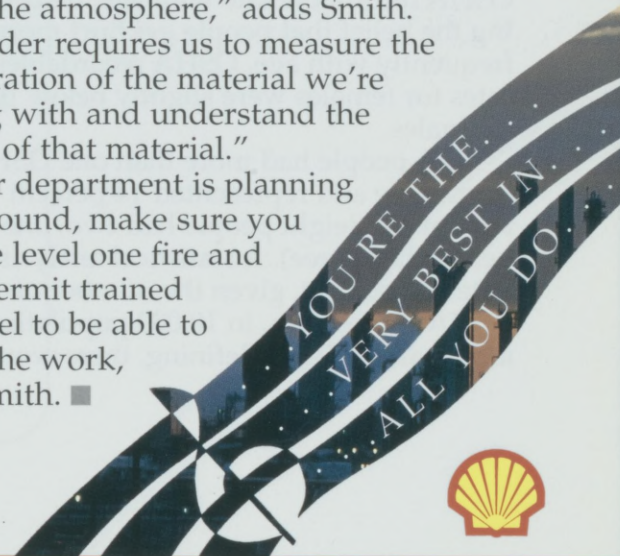 he atmosphere,” adds Smith.
der requires us to measure the
ration of the material we’re
g with and understand the
of that material.”
r department is planning
ound, make sure you
e level one fire and
ermit trained
el to be able to
he work,
mith. ■
YOU'RE THE. . .
VERY BEST IN. . . .
ALL YOU DO. . .